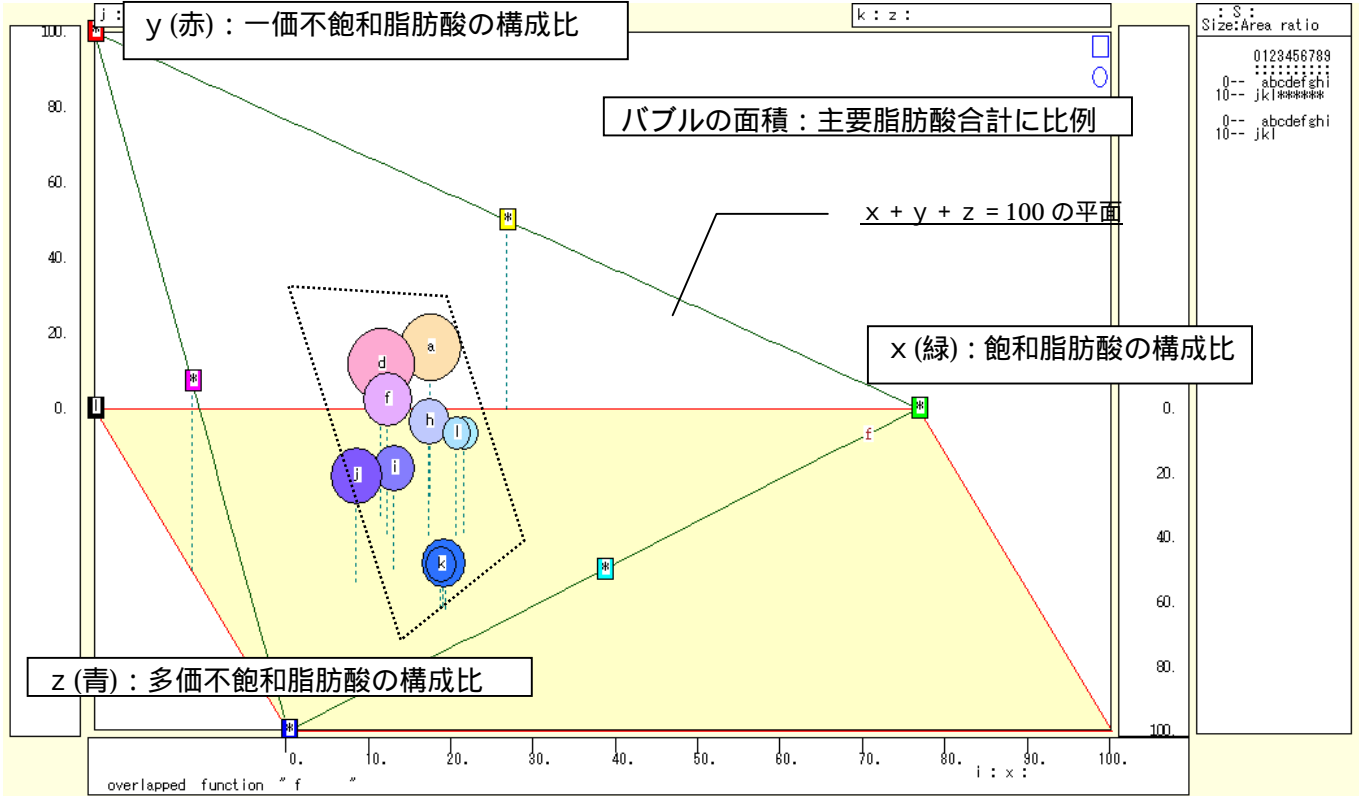 j :
y (赤)：一価不飽和脂肪酸の構成比
k : z :
: S :
Size:Area ratio
0123456789
::::::::::
0-- abcdefghi
10-- jkl******
0-- abcdefghi
10-- jkl
バブルの面積：主要脂肪酸合計に比例
x + y + z = 100 の平面
x (緑)：飽和脂肪酸の構成比
z (青)：多価不飽和脂肪酸の構成比
100.
80.
60.
40.
20.
0.
*
*
*
*
*
*
l
d
a
f
h
l
j
i
k
f
0.
20.
40.
60.
80.
100.
0. 10. 20. 30. 40. 50. 60. 70. 80. 90. 100.
i : x :
overlapped function " f "